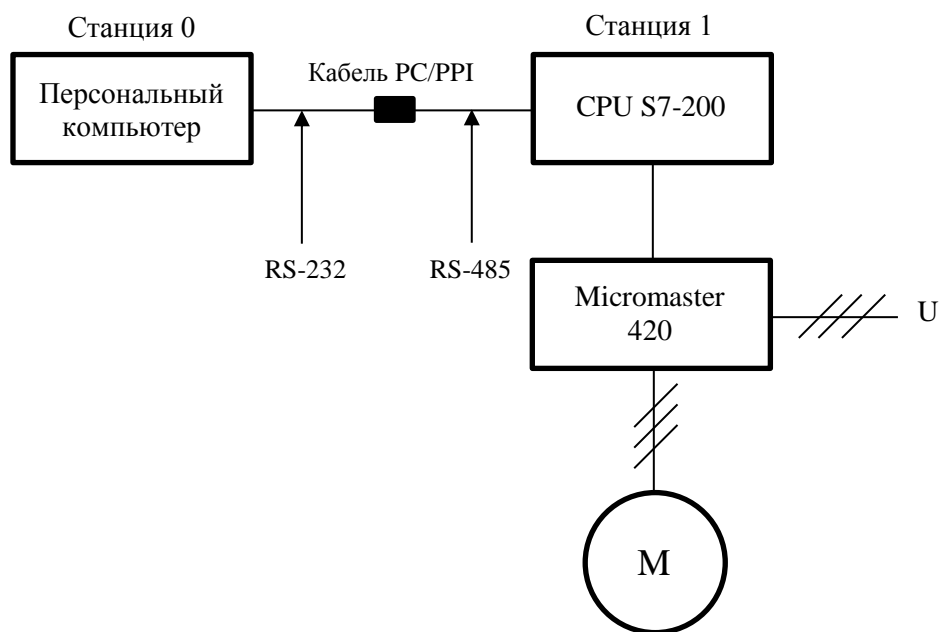 Станция 0
Станция 1
Персональный
компьютер
Кабель PC/PPI
CPU S7-200
RS-232
RS-485
Micromaster
420
U
М